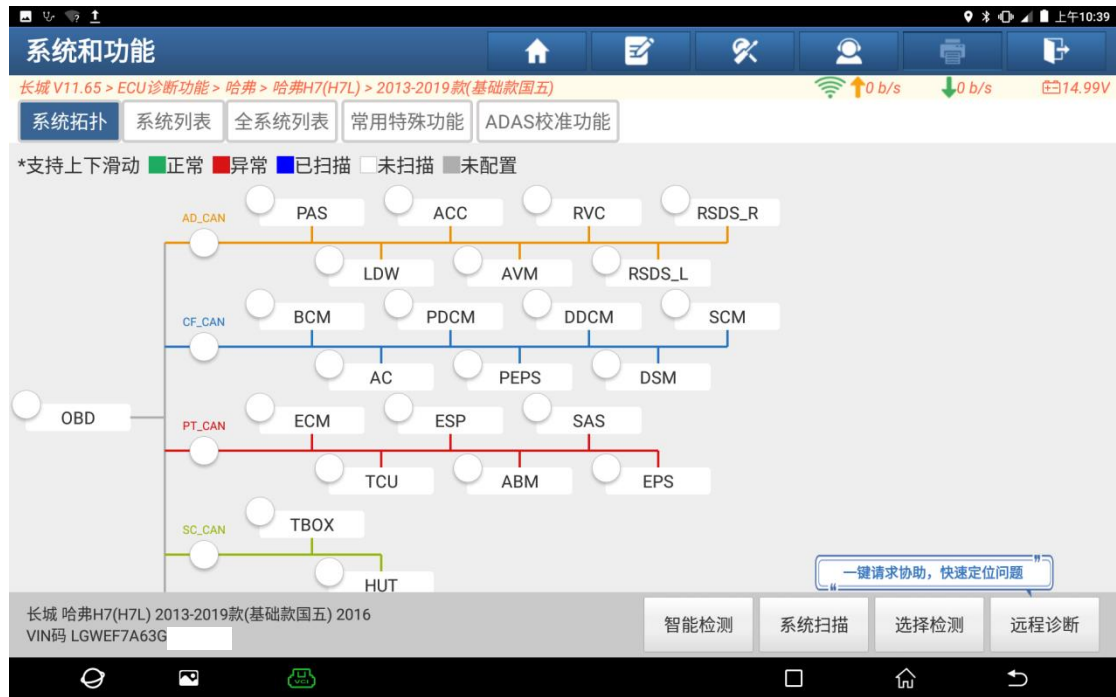 上午10:39
系统和功能
长城 V11.65 > ECU诊断功能 > 哈弗 > 哈弗H7(H7L) > 2013-2019款(基础款国五) 0 b/s 0 b/s 14.99V
系统拓扑 系统列表 全系统列表 常用特殊功能 ADAS校准功能
*支持上下滑动 正常 异常 已扫描 未扫描 未配置
PAS ACC RVC RSDS_R
AD_CAN
LDW AVM RSDS_L
BCM PDCM DDCM SCM
CF_CAN
AC PEPS DSM
OBD
ECM ESP SAS
PT_CAN
TCU ABM EPS
TBOX
SC_CAN
HUT
一键请求协助，快速定位问题
长城 哈弗H7(H7L) 2013-2019款(基础款国五) 2016
VIN码 LGWEF7A63G
智能检测 系统扫描 选择检测 远程诊断
VCI